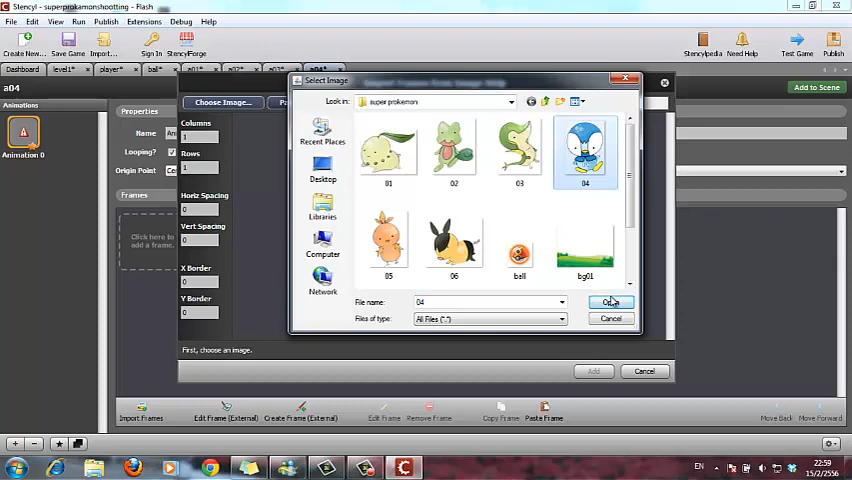 Stencyl - superprokamonshootting - Flash
File Edit View Run Publish Extensions Debug Help
Create New... Save Game Import... Sign In StencylForge Stencylpedia Need Help Test Game Publish
Dashboard level1* player* ball* a01* a02* a03* a04*
a04 Add to Scene
Animations
Animation 0
Properties
Name
Looping?
Origin Point
Frames
Click here to
add a frame.
Choose Image...
Columns
1
Rows
1
Horiz Spacing
0
Vert Spacing
0
X Border
0
Y Border
0
First, choose an image.
Add Cancel
Select Image
Look in: super prokemon
Recent Places
Desktop
Libraries
Computer
Network
01 02 03 04
05 06 ball bg01
File name: 04
Files of type: All Files (*.*) Cancel
Import Frames Edit Frame (External) Create Frame (External) Edit Frame Remove Frame Copy Frame Paste Frame Move Back Move Forward
EN 22:59
15/2/2556